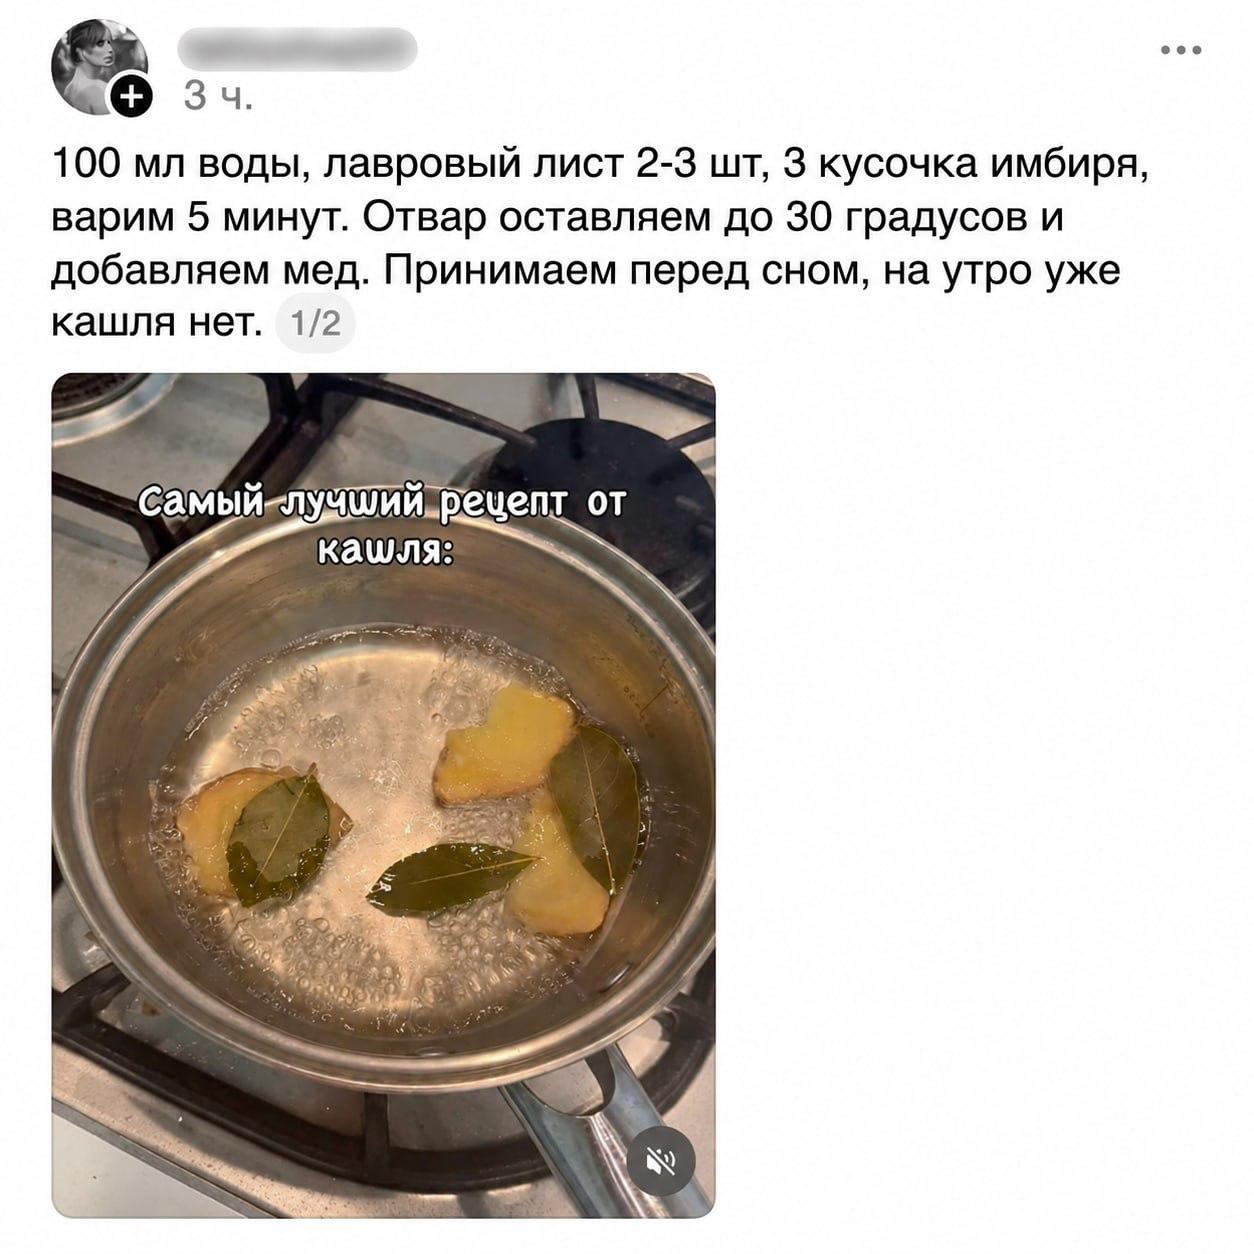 3 ч.
100 мл воды, лавровый лист 2-3 шт, 3 кусочка имбиря,
варим 5 минут. Отвар оставляем до 30 градусов и
добавляем мед. Принимаем перед сном, на утро уже
кашля нет. 1/2
Самый лучший рецепт от
кашля: